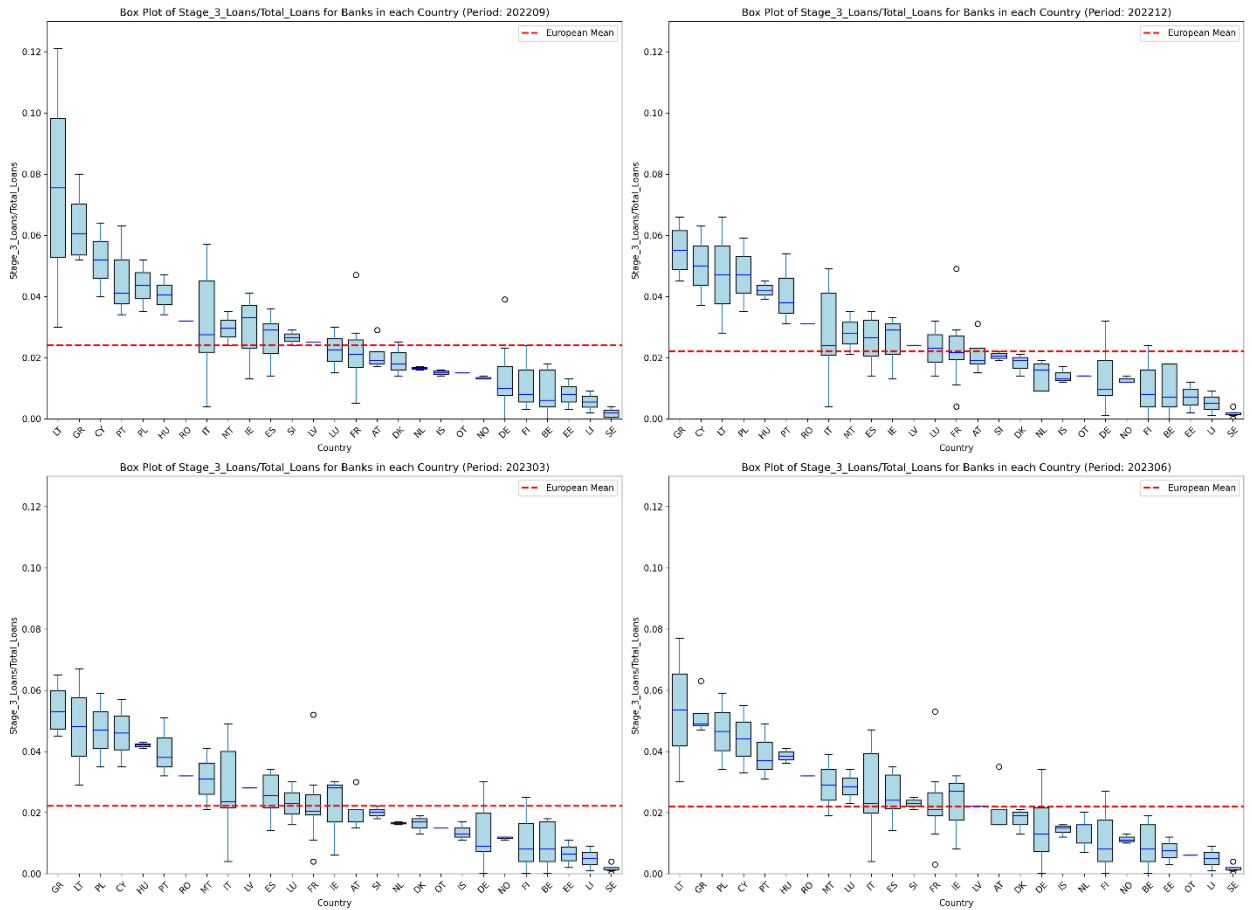 Box Plot of Stage_3_Loans/Total_Loans for Banks in each Country (Period: 202209)
European Mean
0.12
0.10
0.08
0.06
0.04
0.02
0.00
Stage_3_Loans/Total_Loans
LT GR CY PT PL HU RO IT MT IE ES SI LV LU FR AT DK NL IS OT NO DE FI BE EE LI SE
Country
Box Plot of Stage_3_Loans/Total_Loans for Banks in each Country (Period: 202212)
European Mean
0.12
0.10
0.08
0.06
0.04
0.02
0.00
Stage_3_Loans/Total_Loans
GR CY LT PL HU PT RO IT MT ES IE LV LU FR AT SI DK NL IS OT DE NO FI BE EE LI SE
Country
Box Plot of Stage_3_Loans/Total_Loans for Banks in each Country (Period: 202303)
European Mean
0.12
0.10
0.08
0.06
0.04
0.02
0.00
Stage_3_Loans/Total_Loans
GR LT PL CY HU PT RO MT IT LV ES LU FR IE AT SI NL DK OT IS DE NO FI BE EE LI SE
Country
Box Plot of Stage_3_Loans/Total_Loans for Banks in each Country (Period: 202306)
European Mean
0.12
0.10
0.08
0.06
0.04
0.02
0.00
Stage_3_Loans/Total_Loans
LT GR PL CY PT HU RO MT LU IT ES SI FR IE LV AT DK DE IS NL FI NO BE EE OT LI SE
Country